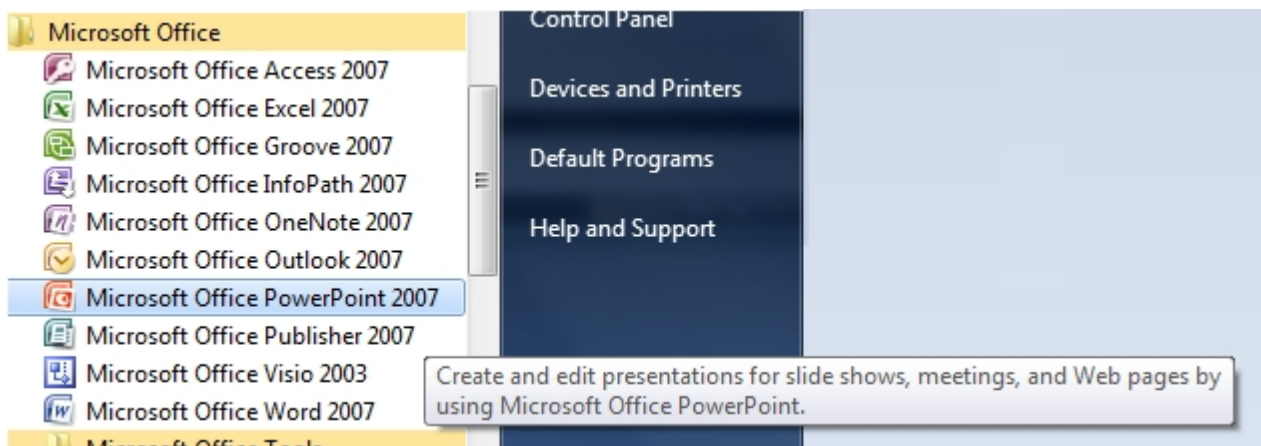 Microsoft Office
Microsoft Office Access 2007
Microsoft Office Excel 2007
Microsoft Office Groove 2007
Microsoft Office InfoPath 2007
Microsoft Office OneNote 2007
Microsoft Office Outlook 2007
Microsoft Office PowerPoint 2007
Microsoft Office Publisher 2007
Microsoft Office Visio 2003
Microsoft Office Word 2007
Microsoft Office Tools
Control Panel
Devices and Printers
Default Programs
Help and Support
Create and edit presentations for slide shows, meetings, and Web pages by
using Microsoft Office PowerPoint.